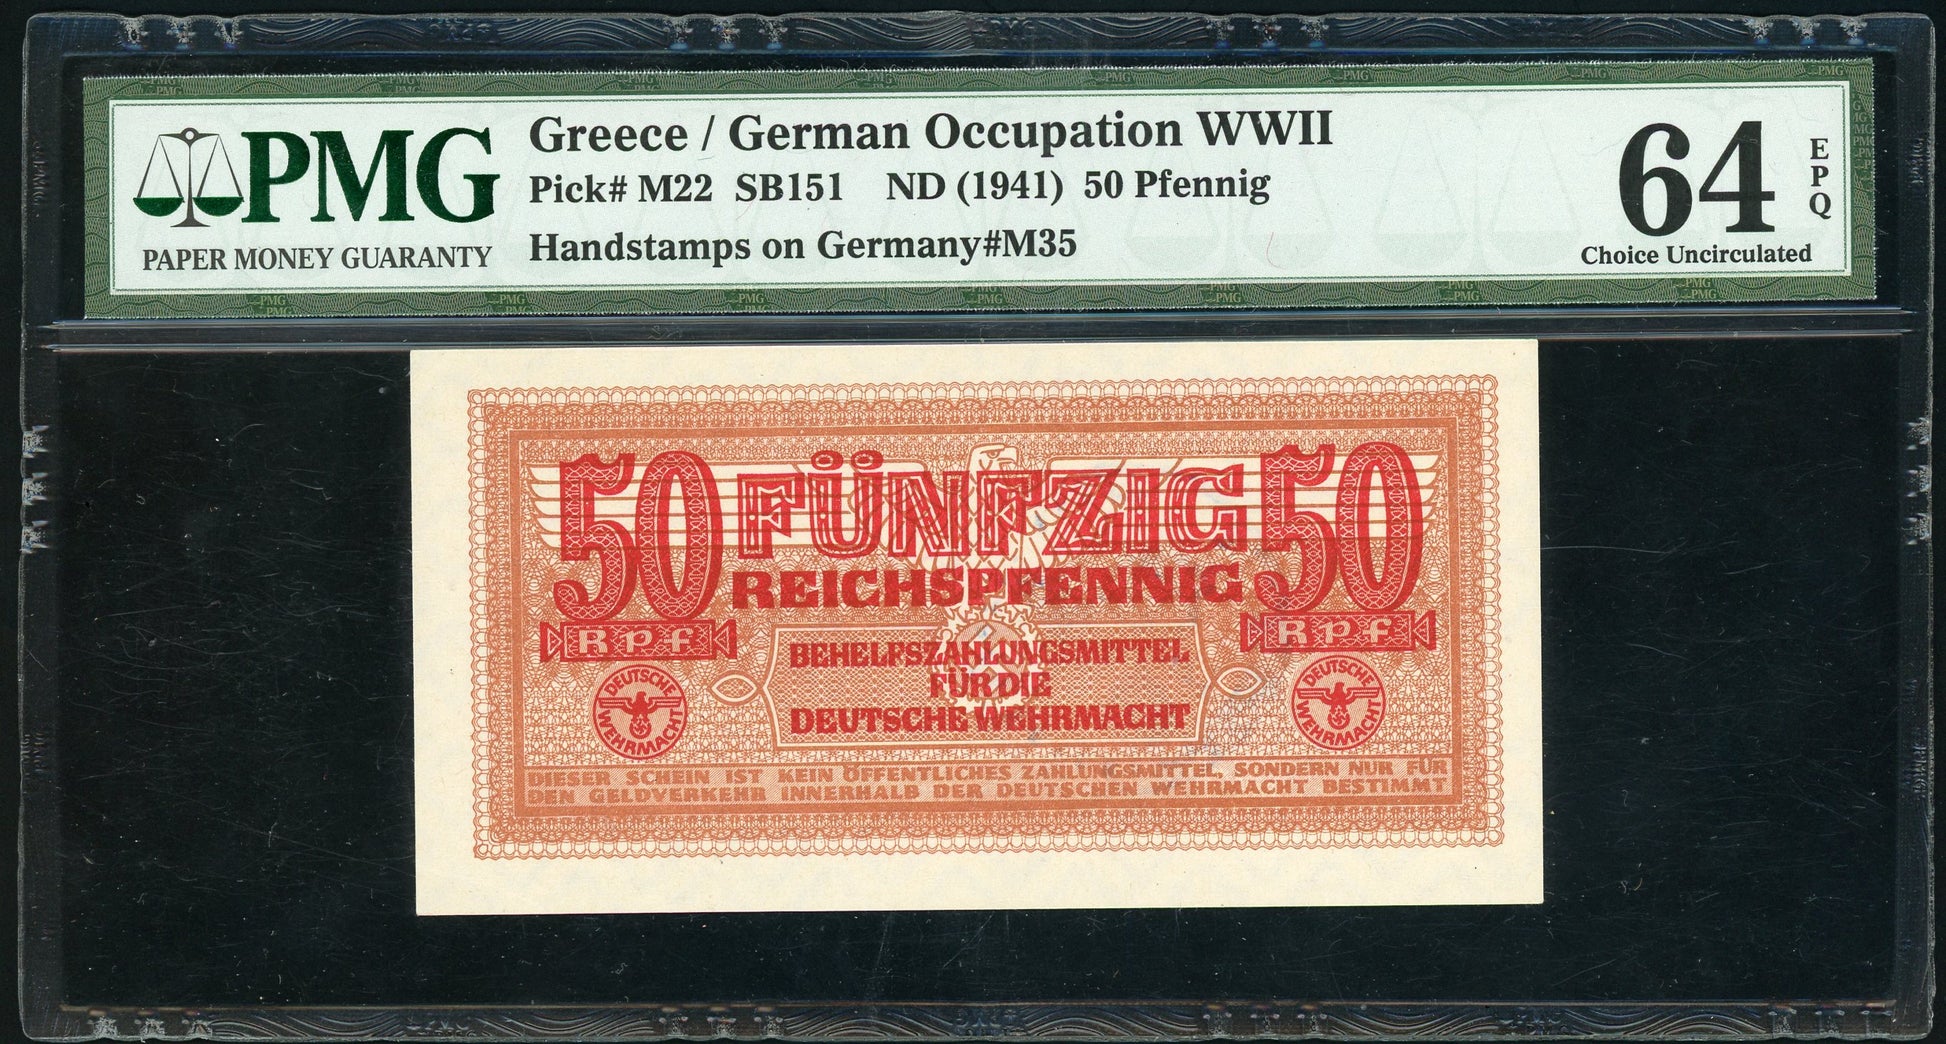 PMG
PAPER MONEY GUARANTY
Greece / German Occupation WWII
Pick# M22 SB151 ND (1941) 50 Pfennig
Handstamps on Germany#M35
64
EPQ
Choice Uncirculated
50 FÜNFZIG 50
REICHSPFENNIG
Rpf Rpf
BEHELFSZAHLUNGSMITTEL
FÜR DIE
DEUTSCHE WEHRMACHT
DEUTSCHE WEHRMACHT
DEUTSCHE WEHRMACHT
DIESER SCHEIN IST KEIN ÖFFENTLICHES ZAHLUNGSMITTEL, SONDERN NUR FÜR
DEN GELDVERKEHR INNERHALB DER DEUTSCHEN WEHRMACHT BESTIMMT